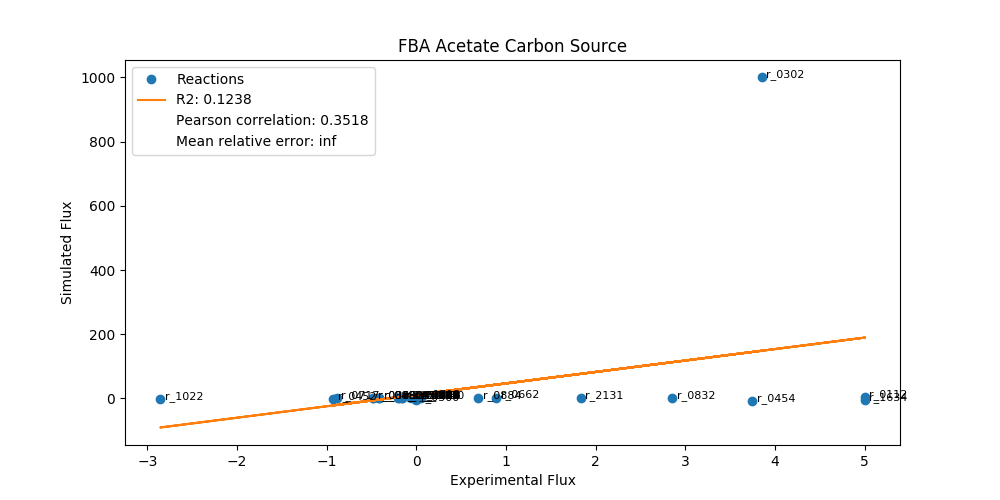 FBA Acetate Carbon Source
Reactions
R2: 0.1238
Pearson correlation: 0.3518
Mean relative error: inf
r_0302
r_1022
r_0662
r_2131
r_0832
r_0454
r_0112
r_1634
1000
800
600
400
200
0
Simulated Flux
−3
−2
−1
0
1
2
3
4
5
Experimental Flux